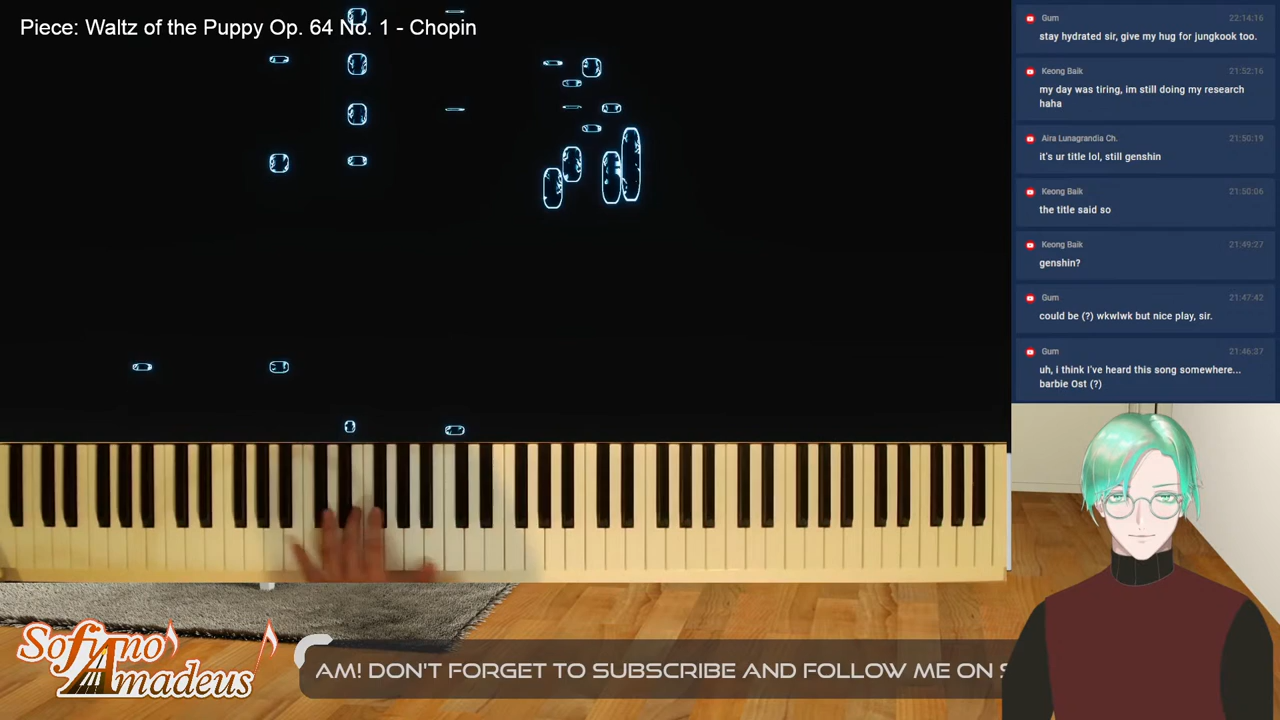 Piece: Waltz of the Puppy Op. 64 No. 1 - Chopin
Gum 22:14:16
stay hydrated sir, give my hug for jungkook too.
Keong Baik 21:52:16
my day was tiring, im still doing my research
haha
Aira Lunagrandia Ch. 21:50:19
it's ur title lol, still genshin
Keong Baik 21:50:06
the title said so
Keong Baik 21:49:27
genshin?
Gum 21:47:42
could be (?) wkwlwk but nice play, sir.
Gum 21:46:37
uh, i think I've heard this song somewhere...
barbie Ost (?)
Sofiano
Amadeus
AM! DON'T FORGET TO SUBSCRIBE AND FOLLOW ME ON S